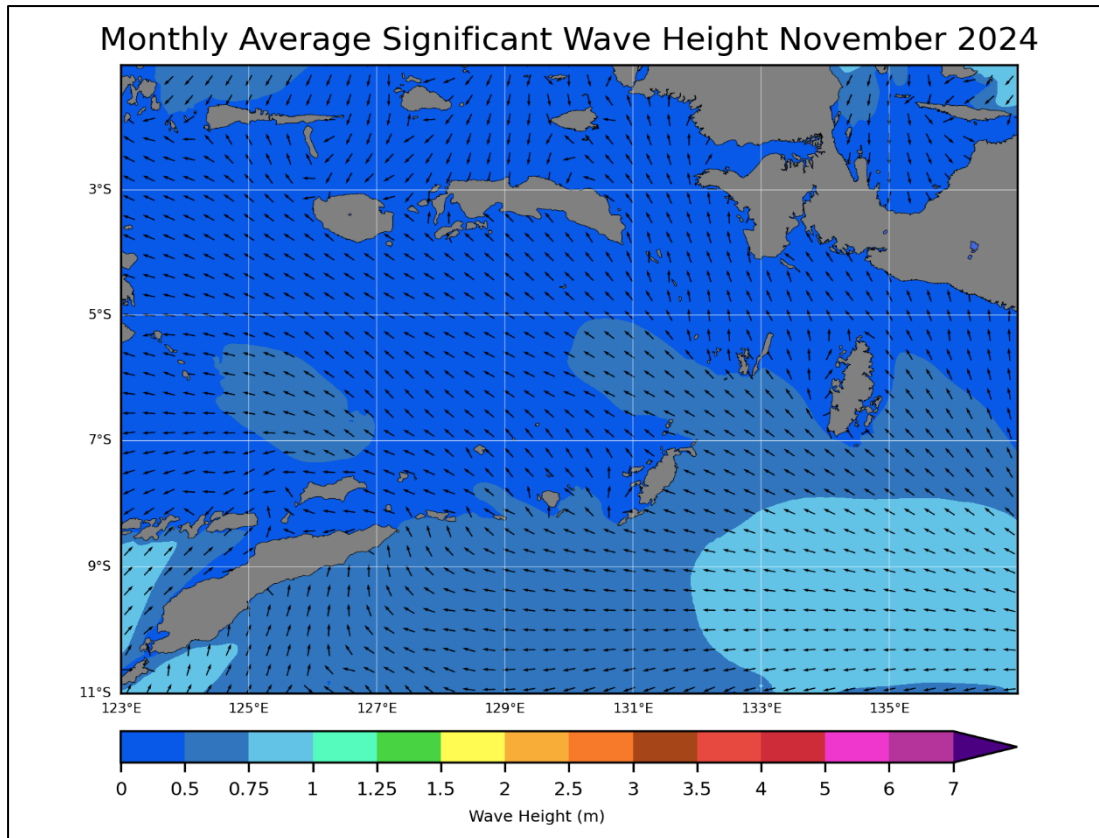 Monthly Average Significant Wave Height November 2024
3°S
5°S
7°S
9°S
11°S
123°E 125°E 127°E 129°E 131°E 133°E 135°E
0 0.5 0.75 1 1.25 1.5 2 2.5 3 3.5 4 5 6 7
Wave Height (m)